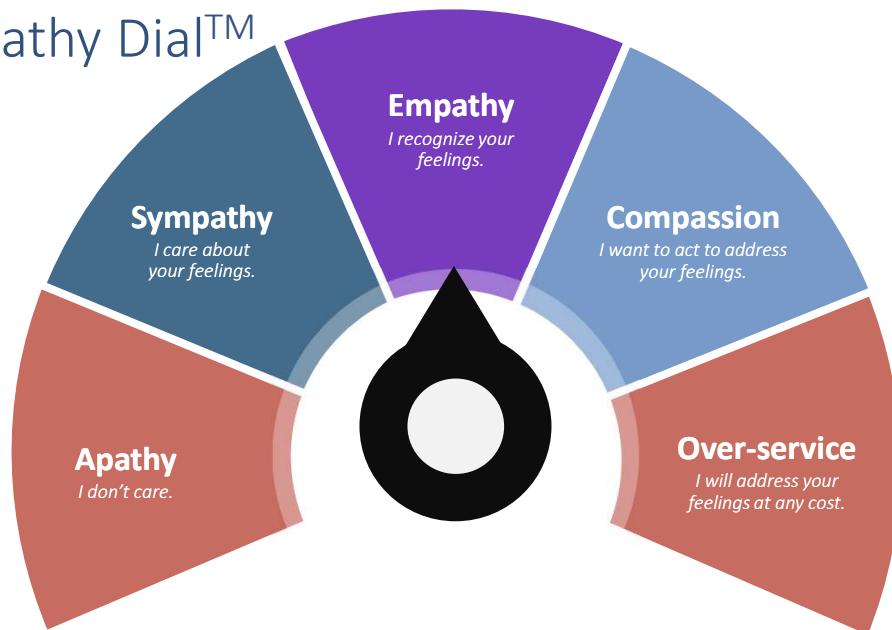 athy Dial™
Empathy
I recognize your
feelings.
Sympathy
I care about
your feelings.
Compassion
I want to act to address
your feelings.
Apathy
I don't care.
Over-service
I will address your
feelings at any cost.